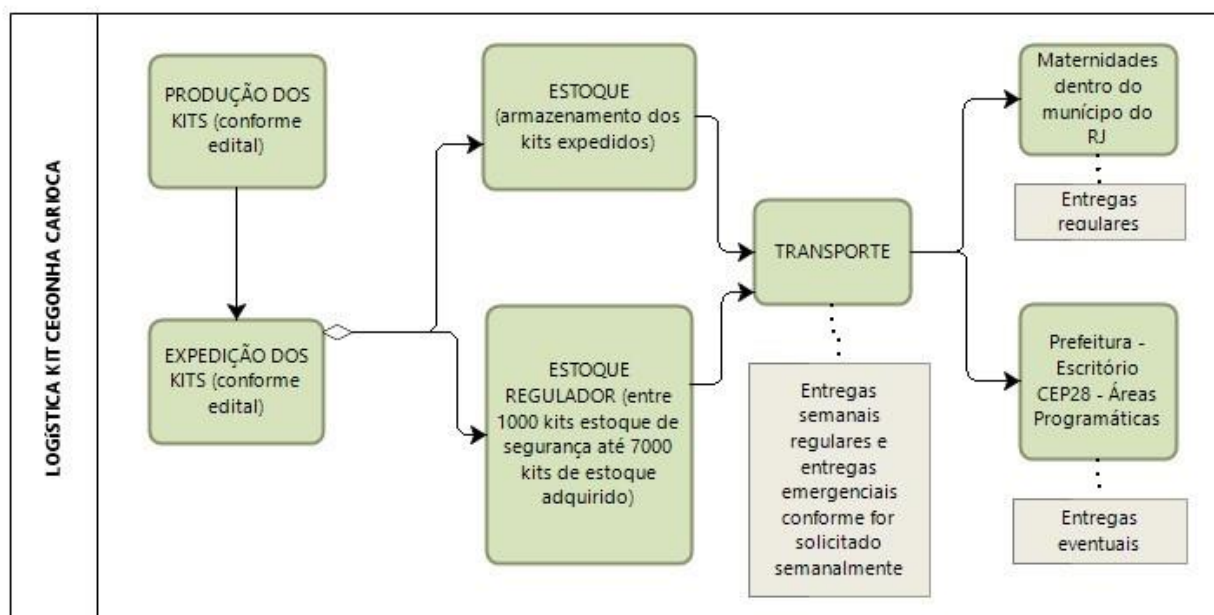 LOGÍSTICA KIT CEGONHA CARIOCA
PRODUÇÃO DOS
KITS (conforme
edital)
EXPEDIÇÃO DOS
KITS (conforme
edital)
ESTOQUE
(armazenamento dos
kits expedidos)
ESTOQUE
REGULADOR (entre
1000 kits estoque de
segurança até 7000
kits de estoque
adquirido)
TRANSPORTE
Entregas
semanais
regulares e
entregas
emergenciais
conforme for
solicitado
semanalmente
Maternidades
dentro do
munícipo do
RJ
Entregas
regulares
Prefeitura -
Escritório
CEP28 - Áreas
Programáticas
Entregas
eventuais